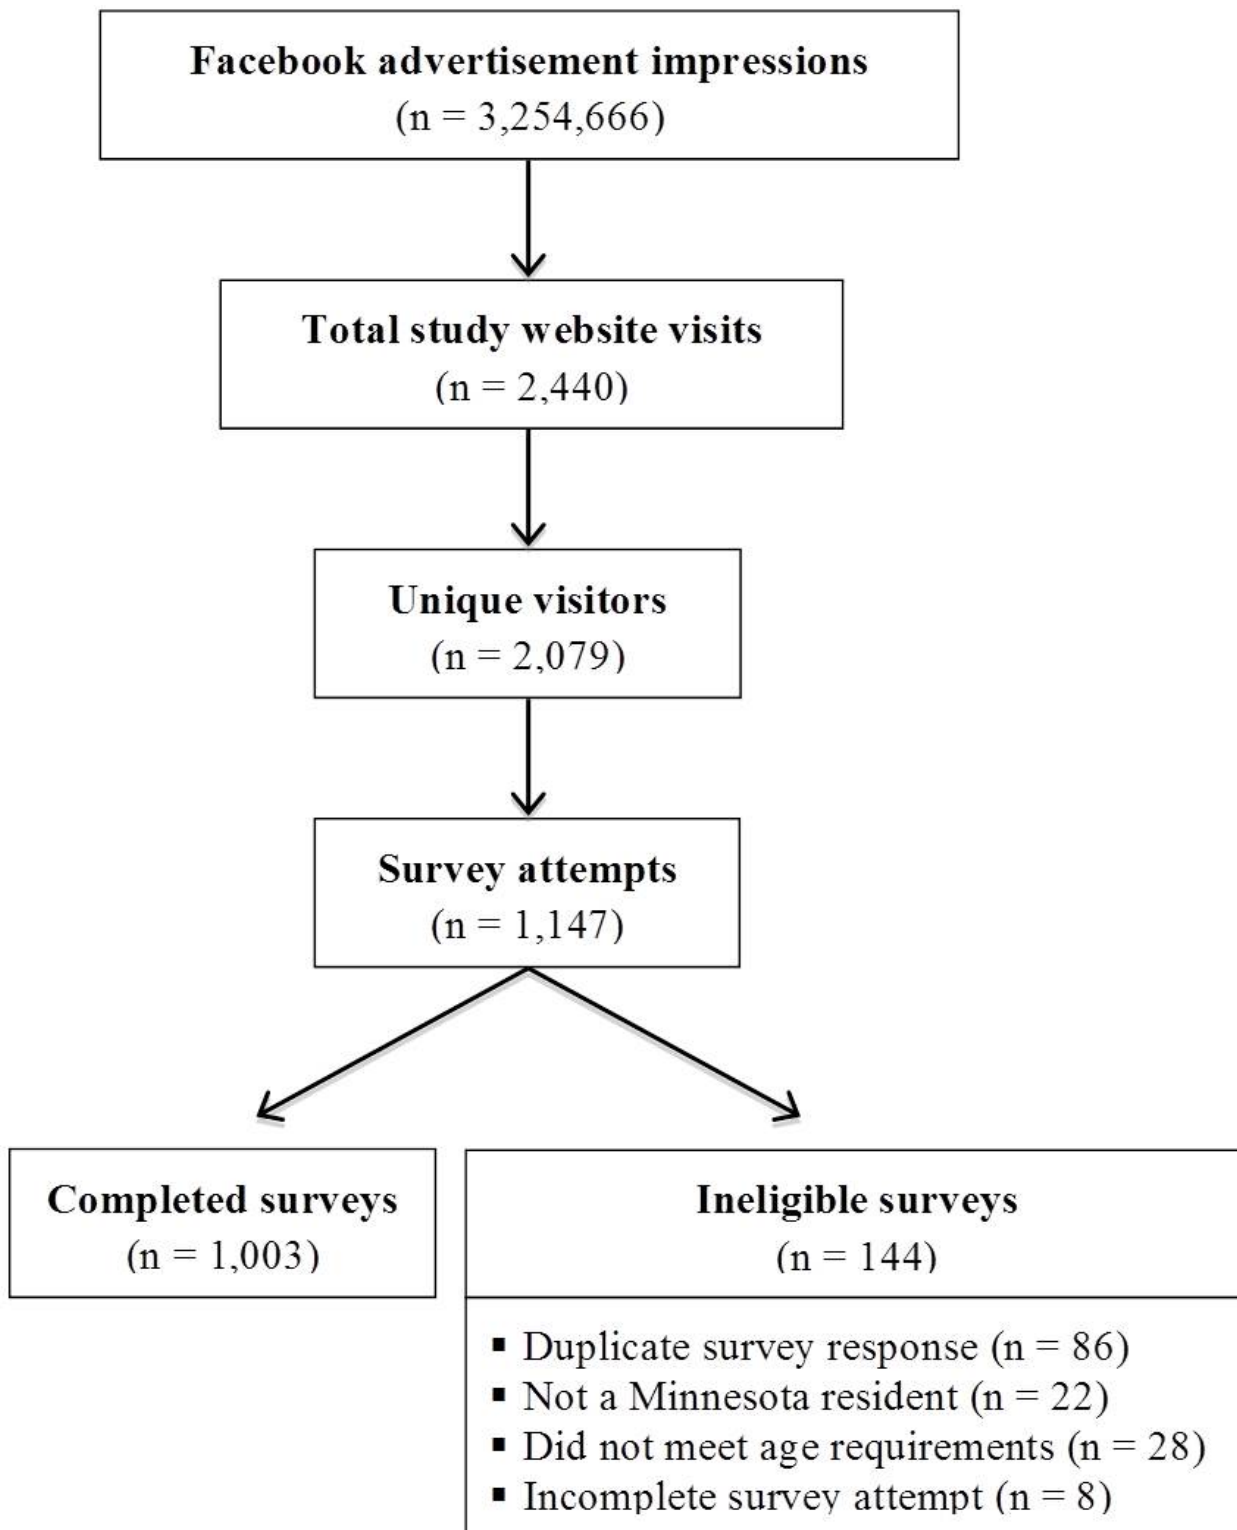 Facebook advertisement impressions
(n = 3,254,666)
Total study website visits
(n = 2,440)
Unique visitors
(n = 2,079)
Survey attempts
(n = 1,147)
Completed surveys
(n = 1,003)
Ineligible surveys
(n = 144)
▪ Duplicate survey response (n = 86)
▪ Not a Minnesota resident (n = 22)
▪ Did not meet age requirements (n = 28)
▪ Incomplete survey attempt (n = 8)